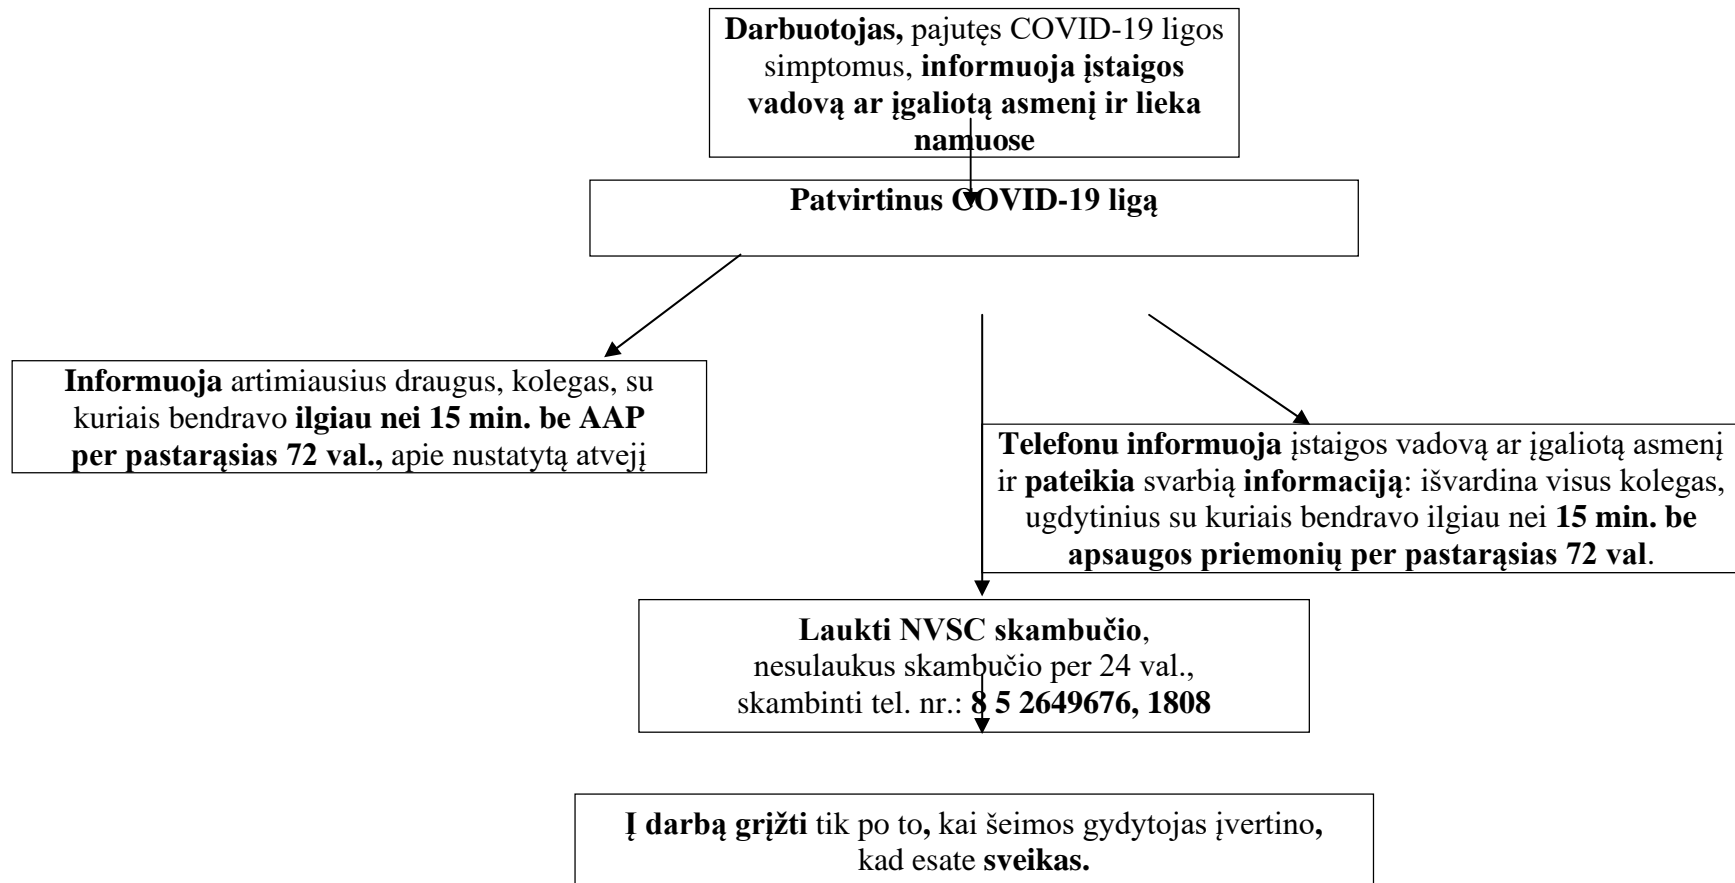 Darbuotojas, pajutęs COVID-19 ligos
simptomus, informuoja įstaigos
vadovą ar įgaliotą asmenį ir lieka
namuose
Patvirtinus COVID-19 ligą
Informuoja artimiausius draugus, kolegas, su
kuriais bendravo ilgiau nei 15 min. be AAP
per pastarąsias 72 val., apie nustatytą atvejį
Telefonu informuoja įstaigos vadovą ar įgaliotą asmenį
ir pateikia svarbią informaciją: išvardina visus kolegas,
ugdytinius su kuriais bendravo ilgiau nei 15 min. be
apsaugos priemonių per pastarąsias 72 val.
Laukti NVSC skambučio,
nesulaukus skambučio per 24 val.,
skambinti tel. nr.: 8 5 2649676, 1808
Į darbą grįžti tik po to, kai šeimos gydytojas įvertino,
kad esate sveikas.